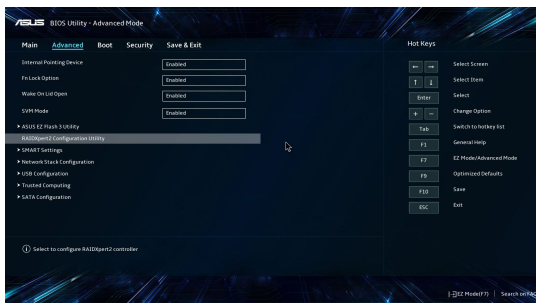 ASUS BIOS Utility - Advanced Mode
Main Advanced Boot Security Save & Exit
Hot Keys
Internal Pointing Device Enabled
Fn Lock Option Enabled
Wake On Lid Open Enabled
SVM Mode Enabled
ASUS EZ Flash 3 Utility
RAIDXpert2 Configuration Utility
SMART Settings
Network Stack Configuration
USB Configuration
Trusted Computing
SATA Configuration
← → Select Screen
↑ ↓ Select Item
Enter Select
+ − Change Option
Tab Switch to hotkey list
F1 General Help
F7 EZ Mode/Advanced Mode
F9 Optimized Defaults
F10 Save
ESC Exit
Select to configure RAIDXpert2 controller
EZ Mode(F7) | Search on FAQ